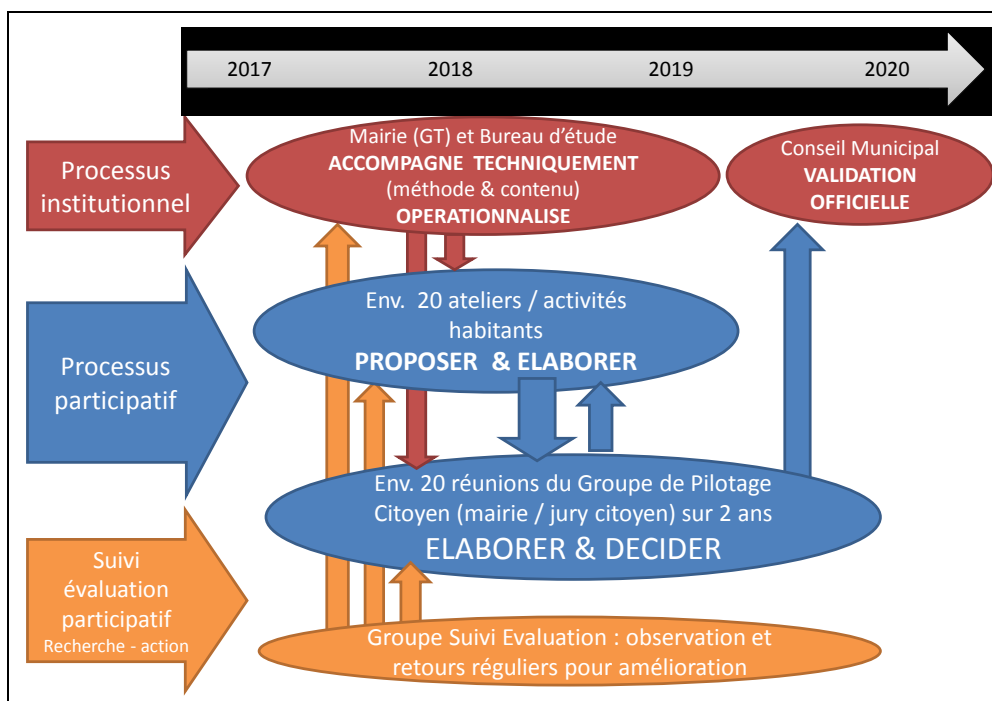 2017 2018 2019 2020
Processus
institutionnel
Mairie (GT) et Bureau d'étude
ACCOMPAGNE TECHNIQUEMENT
(méthode & contenu)
OPERATIONNALISE
Conseil Municipal
VALIDATION
OFFICIELLE
Processus
participatif
Env. 20 ateliers / activités
habitants
PROPOSER & ELABORER
Env. 20 réunions du Groupe de Pilotage
Citoyen (mairie / jury citoyen) sur 2 ans
ELABORER & DECIDER
Suivi
évaluation
participatif
Recherche - action
Groupe Suivi Evaluation : observation et
retours réguliers pour amélioration